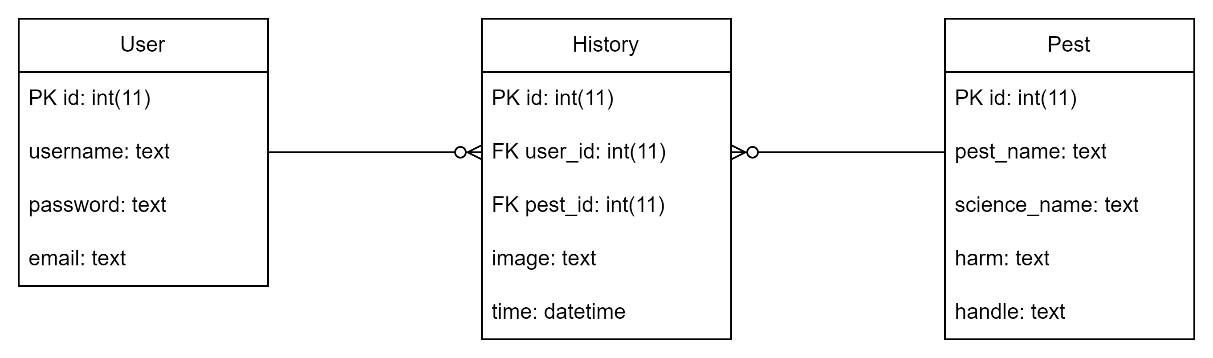 User
PK id: int(11)
username: text
password: text
email: text
History
PK id: int(11)
FK user_id: int(11)
FK pest_id: int(11)
image: text
time: datetime
Pest
PK id: int(11)
pest_name: text
science_name: text
harm: text
handle: text